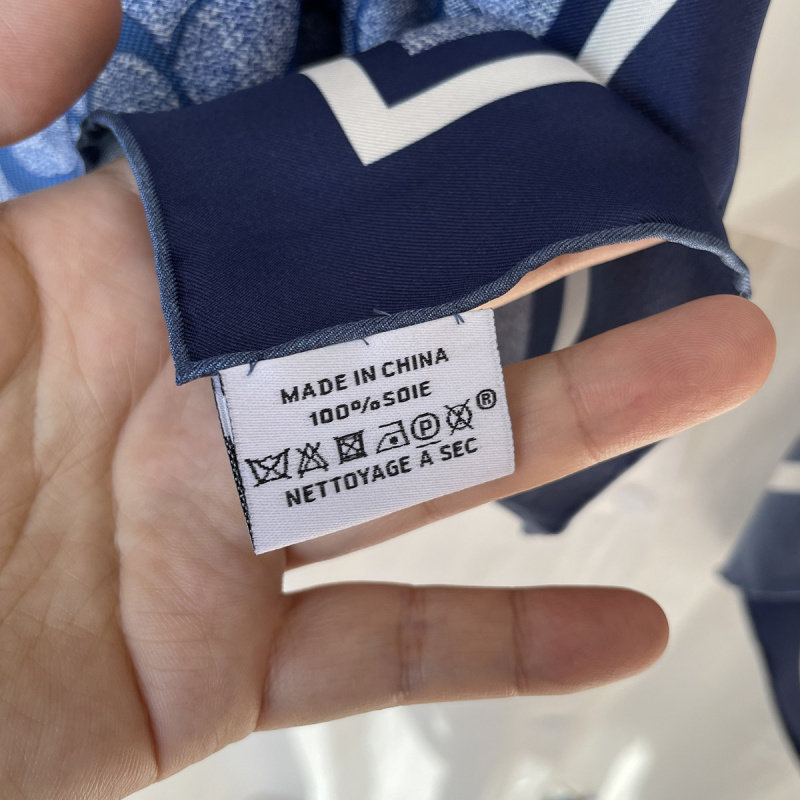 MADE IN CHINA
100% SOIE
P ®
NETTOYAGE À SEC